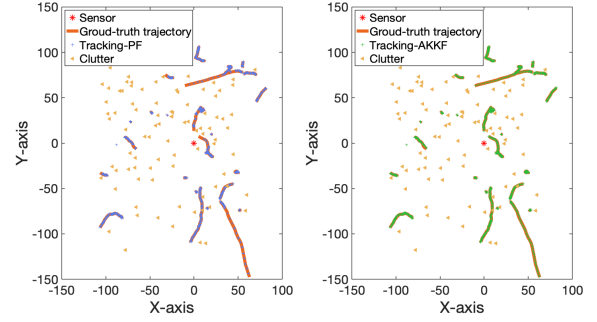 150
100
50
0
-50
-100
-150
-150
-100
-50
0
50
100
X-axis
Y-axis
Sensor
Groud-truth trajectory
Tracking-PF
Clutter
150
100
50
0
-50
-100
-150
-150
-100
-50
0
50
100
X-axis
Y-axis
Sensor
Groud-truth trajectory
Tracking-AKKF
Clutter